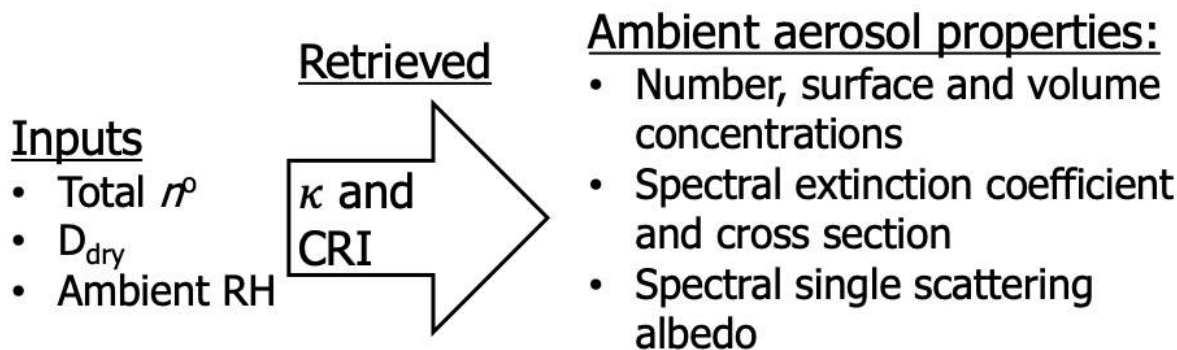 Inputs
• Total nº
• D_dry
• Ambient RH
Retrieved
κ and
CRI
Ambient aerosol properties:
• Number, surface and volume
concentrations
• Spectral extinction coefficient
and cross section
• Spectral single scattering
albedo